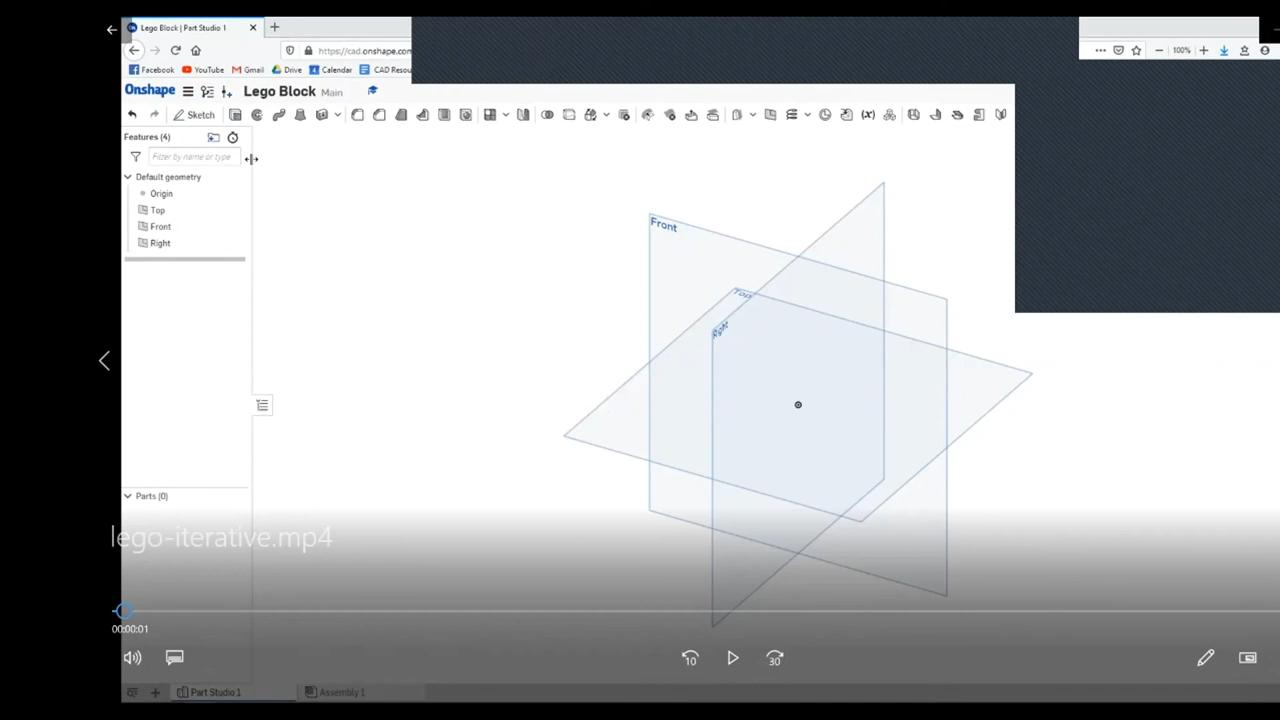 Lego Block | Part Studio 1
https://cad.onshape.com
100%
Facebook YouTube Gmail Drive Calendar CAD Resou
Onshape Lego Block Main
Sketch (x)
Features (4)
Filter by name or type
Default geometry
Origin
Top
Front
Right
Front
Top
Right
Parts (0)
lego-iterative.mp4
00:00:01
10 30
Part Studio 1 Assembly 1